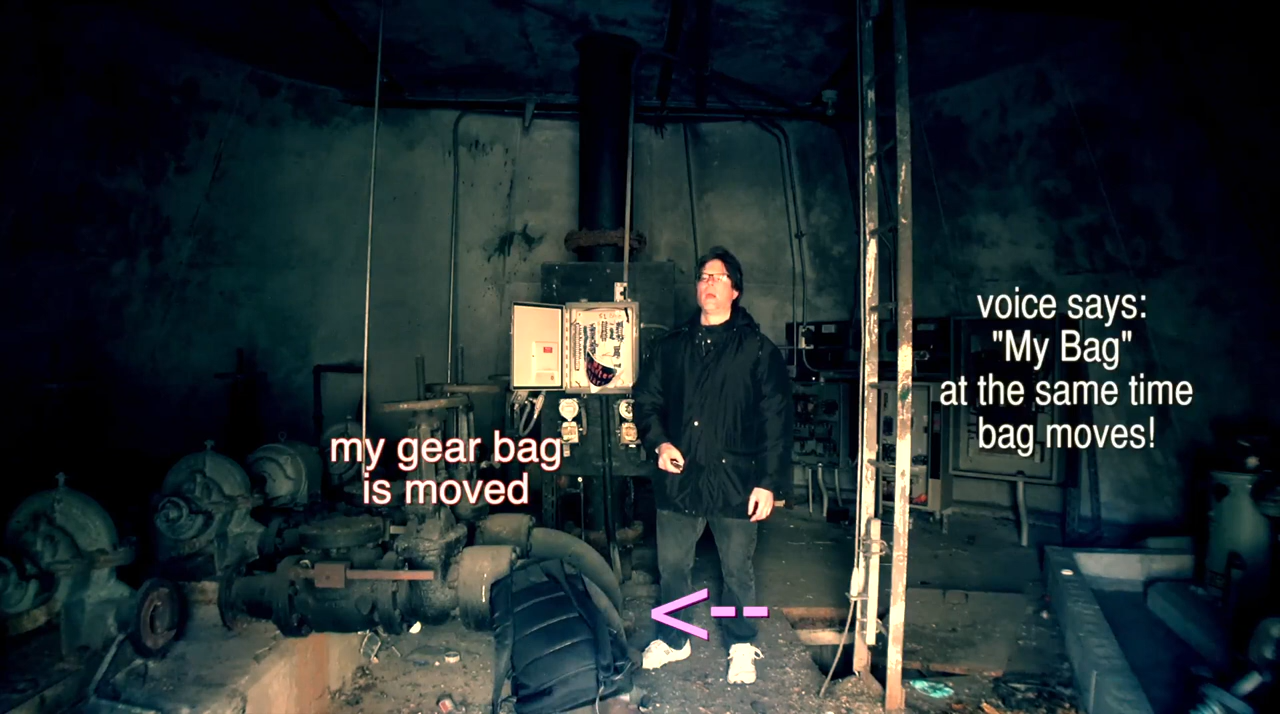 my gear bag
is moved
<--
voice says:
"My Bag"
at the same time
bag moves!